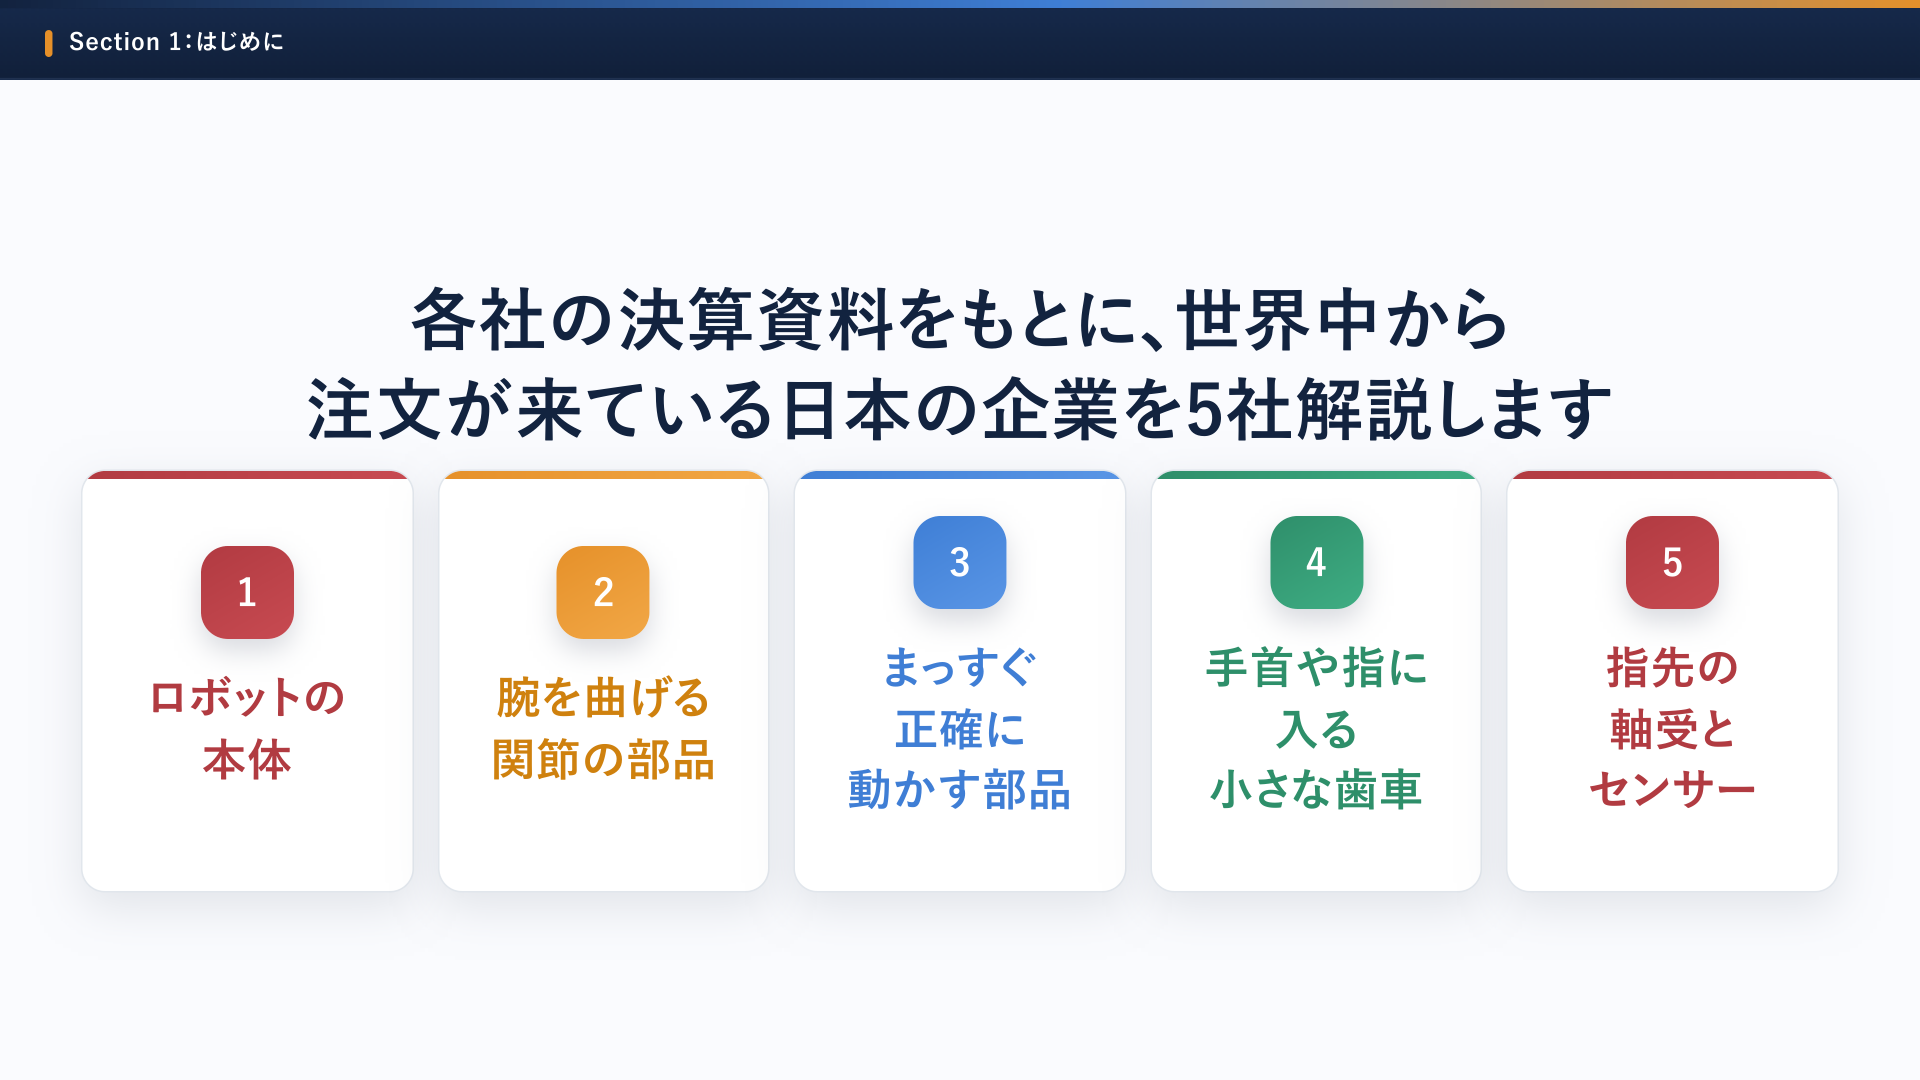 Section 1：はじめに
各社の決算資料をもとに、世界中から
注文が来ている日本の企業を5社解説します
1
ロボットの
本体
2
腕を曲げる
関節の部品
3
まっすぐ
正確に
動かす部品
4
手首や指に
入る
小さな歯車
5
指先の
軸受と
センサー